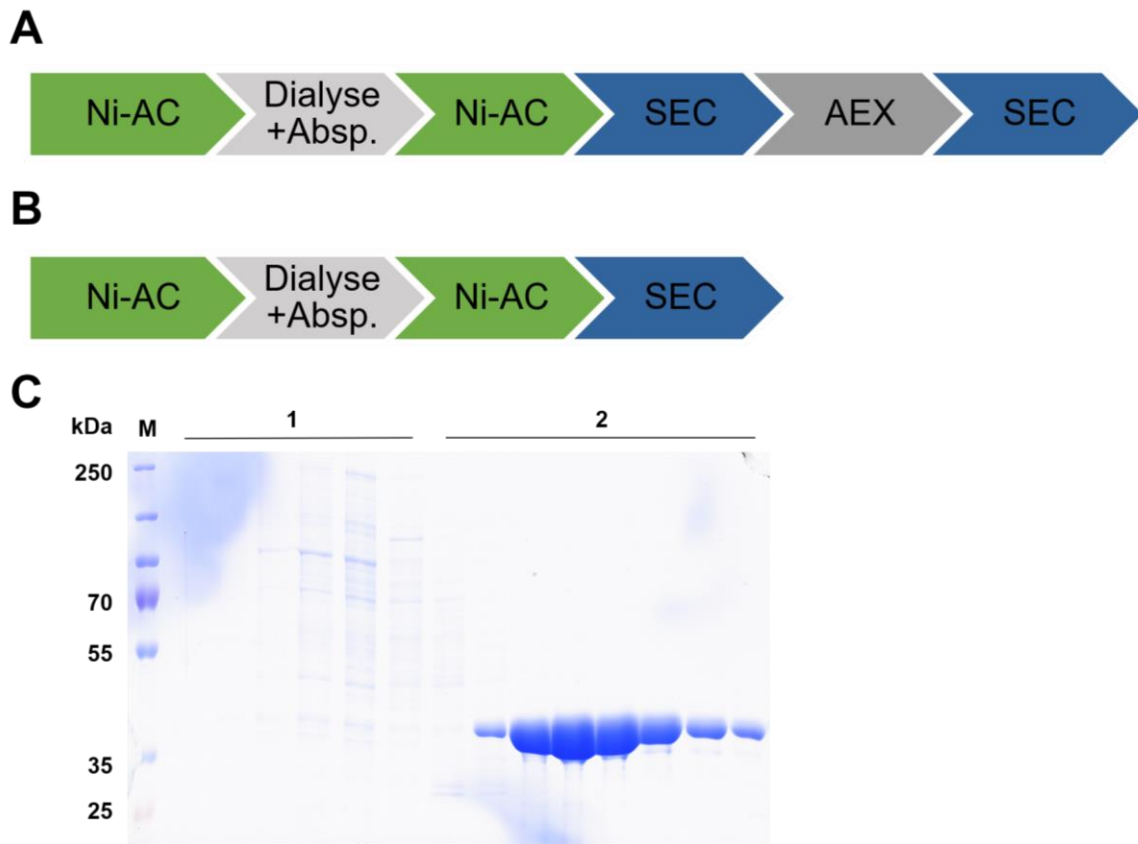 A
Ni-AC
Dialyse
+Absp.
Ni-AC
SEC
AEX
SEC
B
Ni-AC
Dialyse
+Absp.
Ni-AC
SEC
C
kDa M 1 2
250
70
55
35
25